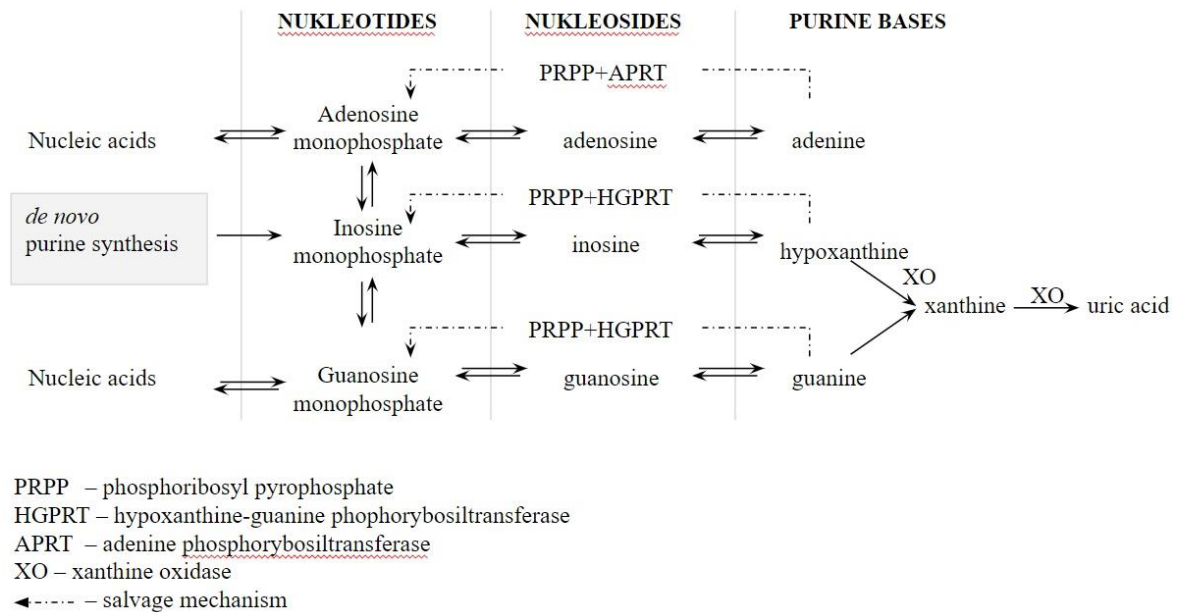 NUKLEOTIDES NUKLEOSIDES PURINE BASES
PRPP+APRT
Adenosine
monophosphate
Nucleic acids adenosine adenine
PRPP+HGPRT
de novo
purine synthesis
Inosine
monophosphate
inosine
hypoxanthine
XO
xanthine XO uric acid
PRPP+HGPRT
Nucleic acids
Guanosine
monophosphate
guanosine guanine
PRPP – phosphoribosyl pyrophosphate
HGPRT – hypoxanthine-guanine phophorybosiltransferase
APRT – adenine phosphorybosiltransferase
XO – xanthine oxidase
– salvage mechanism